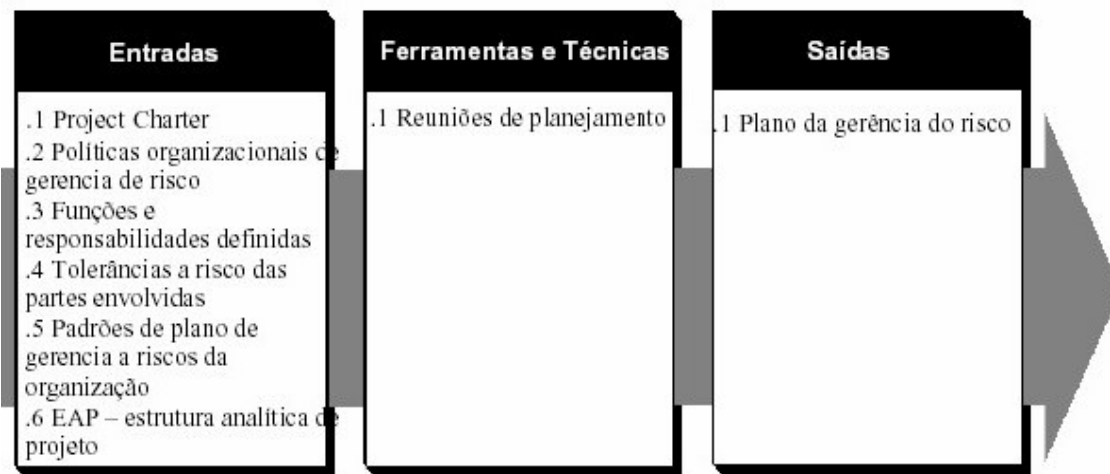 Entradas
.1 Project Charter
.2 Políticas organizacionais de
gerencia de risco
.3 Funções e
responsabilidades definidas
.4 Tolerâncias a risco das
partes envolvidas
.5 Padrões de plano de
gerencia a riscos da
organização
.6 EAP – estrutura analítica de
projeto
Ferramentas e Técnicas
.1 Reuniões de planejamento
Saídas
.1 Plano da gerência do risco